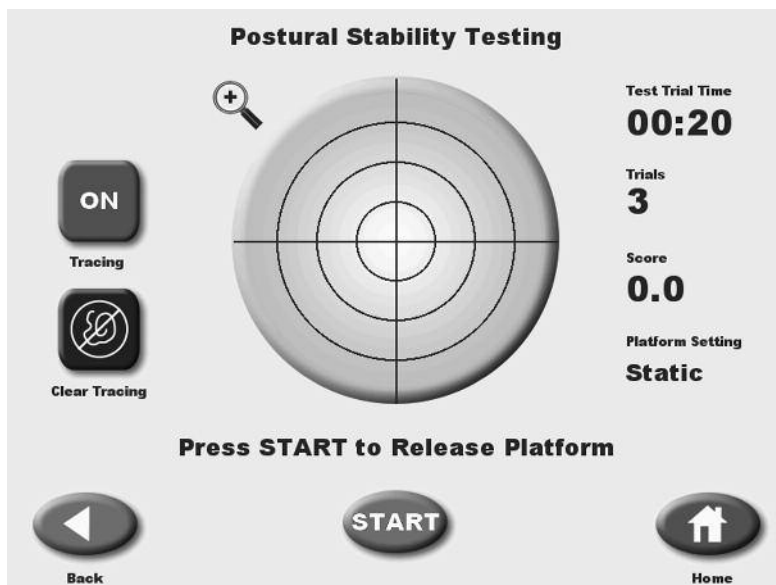 Postural Stability Testing
Test Trial Time
00:20
ON
Trials
3
Tracing
Score
0.0
Platform Setting
Static
Clear Tracing
Press START to Release Platform
START
Back
Home